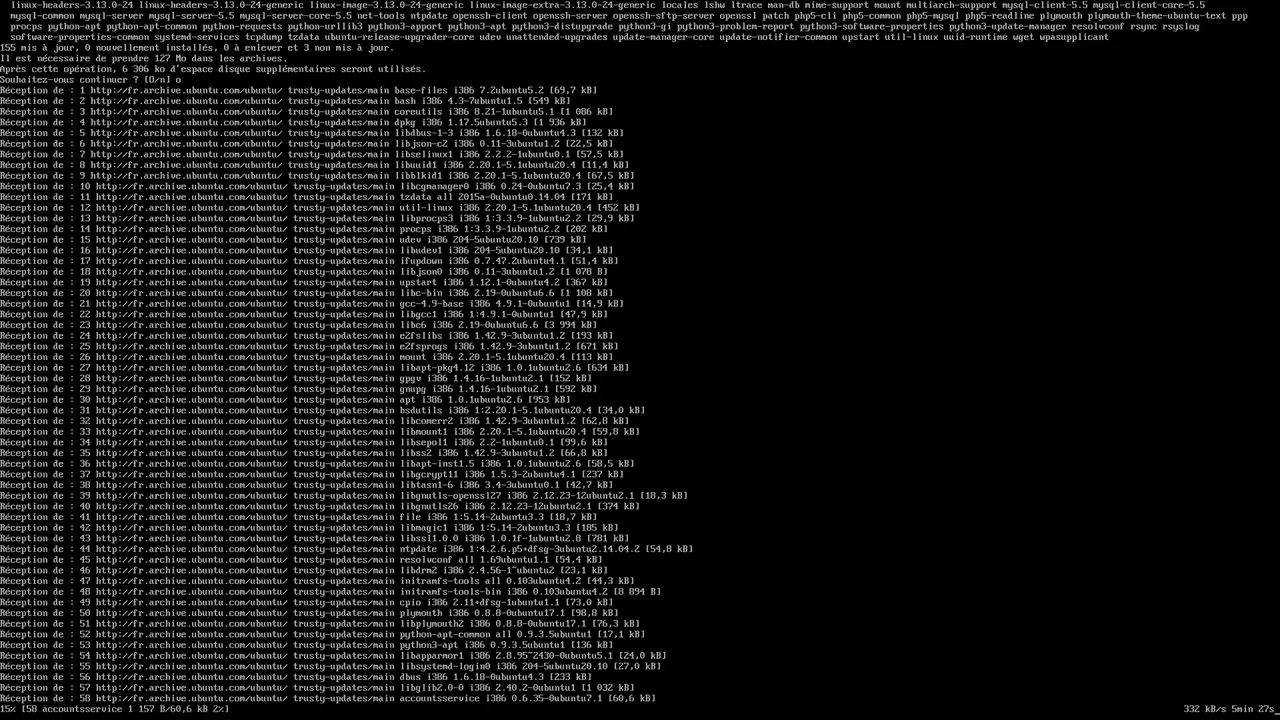 linux-headers-3.13.0-24 linux-headers-3.13.0-24-generic linux-image-3.13.0-24-generic linux-image-extra-3.13.0-24-generic locales lshw ltrace man-db mime-support mount multiarch-support mysql-client-5.5 mysql-client-core-5.5
mysql-common mysql-server mysql-server-5.5 mysql-server-core-5.5 net-tools ntpdate openssh-client openssh-server openssh-sftp-server openssl patch php5-cli php5-common php5-mysql php5-readline plymouth plymouth-theme-ubuntu-text ppp
procps python-apt python-apt-common python-requests python-urllib3 python3-apport python3-apt python3-distupgrade python3-gi python3-problem-report python3-software-properties python3-update-manager resolvconf rsync rsyslog
software-properties-common systemd-services tcpdump tzdata ubuntu-release-upgrader-core udev unattended-upgrades update-manager-core update-notifier-common upstart util-linux uuid-runtime wget wpasupplicant
155 mis à jour, 0 nouvellement installés, 0 à enlever et 3 non mis à jour.
Il est nécessaire de prendre 127 Mo dans les archives.
Après cette opération, 6 306 ko d'espace disque supplémentaires seront utilisés.
Souhaitez-vous continuer ? [O/n] o
Réception de : 1 http://fr.archive.ubuntu.com/ubuntu/ trusty-updates/main base-files i386 7.2ubuntu5.2 [69,7 kB]
Réception de : 2 http://fr.archive.ubuntu.com/ubuntu/ trusty-updates/main bash i386 4.3-7ubuntu1.5 [549 kB]
Réception de : 3 http://fr.archive.ubuntu.com/ubuntu/ trusty-updates/main coreutils i386 8.21-1ubuntu5.1 [1 086 kB]
Réception de : 4 http://fr.archive.ubuntu.com/ubuntu/ trusty-updates/main dpkg i386 1.17.5ubuntu5.3 [1 936 kB]
Réception de : 5 http://fr.archive.ubuntu.com/ubuntu/ trusty-updates/main libdbus-1-3 i386 1.6.18-0ubuntu4.3 [132 kB]
Réception de : 6 http://fr.archive.ubuntu.com/ubuntu/ trusty-updates/main libjson-c2 i386 0.11-3ubuntu1.2 [22,5 kB]
Réception de : 7 http://fr.archive.ubuntu.com/ubuntu/ trusty-updates/main libselinux1 i386 2.2.2-1ubuntu0.1 [57,5 kB]
Réception de : 8 http://fr.archive.ubuntu.com/ubuntu/ trusty-updates/main libuuid1 i386 2.20.1-5.1ubuntu20.4 [11,4 kB]
Réception de : 9 http://fr.archive.ubuntu.com/ubuntu/ trusty-updates/main libblkid1 i386 2.20.1-5.1ubuntu20.4 [67,5 kB]
Réception de : 10 http://fr.archive.ubuntu.com/ubuntu/ trusty-updates/main libcgmanager0 i386 0.24-0ubuntu7.3 [25,4 kB]
Réception de : 11 http://fr.archive.ubuntu.com/ubuntu/ trusty-updates/main tzdata all 2015a-0ubuntu0.14.04 [171 kB]
Réception de : 12 http://fr.archive.ubuntu.com/ubuntu/ trusty-updates/main util-linux i386 2.20.1-5.1ubuntu20.4 [452 kB]
Réception de : 13 http://fr.archive.ubuntu.com/ubuntu/ trusty-updates/main libprocps3 i386 1:3.3.9-1ubuntu2.2 [29,9 kB]
Réception de : 14 http://fr.archive.ubuntu.com/ubuntu/ trusty-updates/main procps i386 1:3.3.9-1ubuntu2.2 [202 kB]
Réception de : 15 http://fr.archive.ubuntu.com/ubuntu/ trusty-updates/main udev i386 204-5ubuntu20.10 [739 kB]
Réception de : 16 http://fr.archive.ubuntu.com/ubuntu/ trusty-updates/main libudev1 i386 204-5ubuntu20.10 [34,1 kB]
Réception de : 17 http://fr.archive.ubuntu.com/ubuntu/ trusty-updates/main ifupdown i386 0.7.47.2ubuntu4.1 [51,4 kB]
Réception de : 18 http://fr.archive.ubuntu.com/ubuntu/ trusty-updates/main libjson0 i386 0.11-3ubuntu1.2 [1 078 B]
Réception de : 19 http://fr.archive.ubuntu.com/ubuntu/ trusty-updates/main upstart i386 1.12.1-0ubuntu4.2 [367 kB]
Réception de : 20 http://fr.archive.ubuntu.com/ubuntu/ trusty-updates/main libc-bin i386 2.19-0ubuntu6.6 [1 108 kB]
Réception de : 21 http://fr.archive.ubuntu.com/ubuntu/ trusty-updates/main gcc-4.9-base i386 4.9.1-0ubuntu1 [14,9 kB]
Réception de : 22 http://fr.archive.ubuntu.com/ubuntu/ trusty-updates/main libgcc1 i386 1:4.9.1-0ubuntu1 [47,9 kB]
Réception de : 23 http://fr.archive.ubuntu.com/ubuntu/ trusty-updates/main libc6 i386 2.19-0ubuntu6.6 [3 994 kB]
Réception de : 24 http://fr.archive.ubuntu.com/ubuntu/ trusty-updates/main e2fslibs i386 1.42.9-3ubuntu1.2 [193 kB]
Réception de : 25 http://fr.archive.ubuntu.com/ubuntu/ trusty-updates/main e2fsprogs i386 1.42.9-3ubuntu1.2 [671 kB]
Réception de : 26 http://fr.archive.ubuntu.com/ubuntu/ trusty-updates/main mount i386 2.20.1-5.1ubuntu20.4 [113 kB]
Réception de : 27 http://fr.archive.ubuntu.com/ubuntu/ trusty-updates/main libapt-pkg4.12 i386 1.0.1ubuntu2.6 [634 kB]
Réception de : 28 http://fr.archive.ubuntu.com/ubuntu/ trusty-updates/main gpgv i386 1.4.16-1ubuntu2.1 [152 kB]
Réception de : 29 http://fr.archive.ubuntu.com/ubuntu/ trusty-updates/main gnupg i386 1.4.16-1ubuntu2.1 [592 kB]
Réception de : 30 http://fr.archive.ubuntu.com/ubuntu/ trusty-updates/main apt i386 1.0.1ubuntu2.6 [953 kB]
Réception de : 31 http://fr.archive.ubuntu.com/ubuntu/ trusty-updates/main bsdutils i386 1:2.20.1-5.1ubuntu20.4 [34,0 kB]
Réception de : 32 http://fr.archive.ubuntu.com/ubuntu/ trusty-updates/main libcomerr2 i386 1.42.9-3ubuntu1.2 [62,8 kB]
Réception de : 33 http://fr.archive.ubuntu.com/ubuntu/ trusty-updates/main libmount1 i386 2.20.1-5.1ubuntu20.4 [59,8 kB]
Réception de : 34 http://fr.archive.ubuntu.com/ubuntu/ trusty-updates/main libsepol1 i386 2.2-1ubuntu0.1 [99,6 kB]
Réception de : 35 http://fr.archive.ubuntu.com/ubuntu/ trusty-updates/main libss2 i386 1.42.9-3ubuntu1.2 [66,8 kB]
Réception de : 36 http://fr.archive.ubuntu.com/ubuntu/ trusty-updates/main libapt-inst1.5 i386 1.0.1ubuntu2.6 [58,5 kB]
Réception de : 37 http://fr.archive.ubuntu.com/ubuntu/ trusty-updates/main libgcrypt11 i386 1.5.3-2ubuntu4.1 [237 kB]
Réception de : 38 http://fr.archive.ubuntu.com/ubuntu/ trusty-updates/main libtasn1-6 i386 3.4-3ubuntu0.1 [42,7 kB]
Réception de : 39 http://fr.archive.ubuntu.com/ubuntu/ trusty-updates/main libgnutls-openssl27 i386 2.12.23-12ubuntu2.1 [18,3 kB]
Réception de : 40 http://fr.archive.ubuntu.com/ubuntu/ trusty-updates/main libgnutls26 i386 2.12.23-12ubuntu2.1 [374 kB]
Réception de : 41 http://fr.archive.ubuntu.com/ubuntu/ trusty-updates/main file i386 1:5.14-2ubuntu3.3 [18,7 kB]
Réception de : 42 http://fr.archive.ubuntu.com/ubuntu/ trusty-updates/main libmagic1 i386 1:5.14-2ubuntu3.3 [185 kB]
Réception de : 43 http://fr.archive.ubuntu.com/ubuntu/ trusty-updates/main libssl1.0.0 i386 1.0.1f-1ubuntu2.8 [781 kB]
Réception de : 44 http://fr.archive.ubuntu.com/ubuntu/ trusty-updates/main ntpdate i386 1:4.2.6.p5+dfsg-3ubuntu2.14.04.2 [54,8 kB]
Réception de : 45 http://fr.archive.ubuntu.com/ubuntu/ trusty-updates/main resolvconf all 1.69ubuntu1.1 [54,4 kB]
Réception de : 46 http://fr.archive.ubuntu.com/ubuntu/ trusty-updates/main libdrm2 i386 2.4.56-1~ubuntu2 [23,1 kB]
Réception de : 47 http://fr.archive.ubuntu.com/ubuntu/ trusty-updates/main initramfs-tools all 0.103ubuntu4.2 [44,3 kB]
Réception de : 48 http://fr.archive.ubuntu.com/ubuntu/ trusty-updates/main initramfs-tools-bin i386 0.103ubuntu4.2 [8 894 B]
Réception de : 49 http://fr.archive.ubuntu.com/ubuntu/ trusty-updates/main cpio i386 2.11+dfsg-1ubuntu1.1 [73,0 kB]
Réception de : 50 http://fr.archive.ubuntu.com/ubuntu/ trusty-updates/main plymouth i386 0.8.8-0ubuntu17.1 [98,8 kB]
Réception de : 51 http://fr.archive.ubuntu.com/ubuntu/ trusty-updates/main libplymouth2 i386 0.8.8-0ubuntu17.1 [76,3 kB]
Réception de : 52 http://fr.archive.ubuntu.com/ubuntu/ trusty-updates/main python-apt-common all 0.9.3.5ubuntu1 [17,1 kB]
Réception de : 53 http://fr.archive.ubuntu.com/ubuntu/ trusty-updates/main python3-apt i386 0.9.3.5ubuntu1 [136 kB]
Réception de : 54 http://fr.archive.ubuntu.com/ubuntu/ trusty-updates/main libapparmor1 i386 2.8.95~2430-0ubuntu5.1 [24,0 kB]
Réception de : 55 http://fr.archive.ubuntu.com/ubuntu/ trusty-updates/main libsystemd-login0 i386 204-5ubuntu20.10 [27,0 kB]
Réception de : 56 http://fr.archive.ubuntu.com/ubuntu/ trusty-updates/main dbus i386 1.6.18-0ubuntu4.3 [233 kB]
Réception de : 57 http://fr.archive.ubuntu.com/ubuntu/ trusty-updates/main libglib2.0-0 i386 2.40.2-0ubuntu1 [1 032 kB]
Réception de : 58 http://fr.archive.ubuntu.com/ubuntu/ trusty-updates/main accountsservice i386 0.6.35-0ubuntu7.1 [60,6 kB]
15% [58 accountsservice 1 157 B/60,6 kB 2%] 332 kB/s 5min 27s